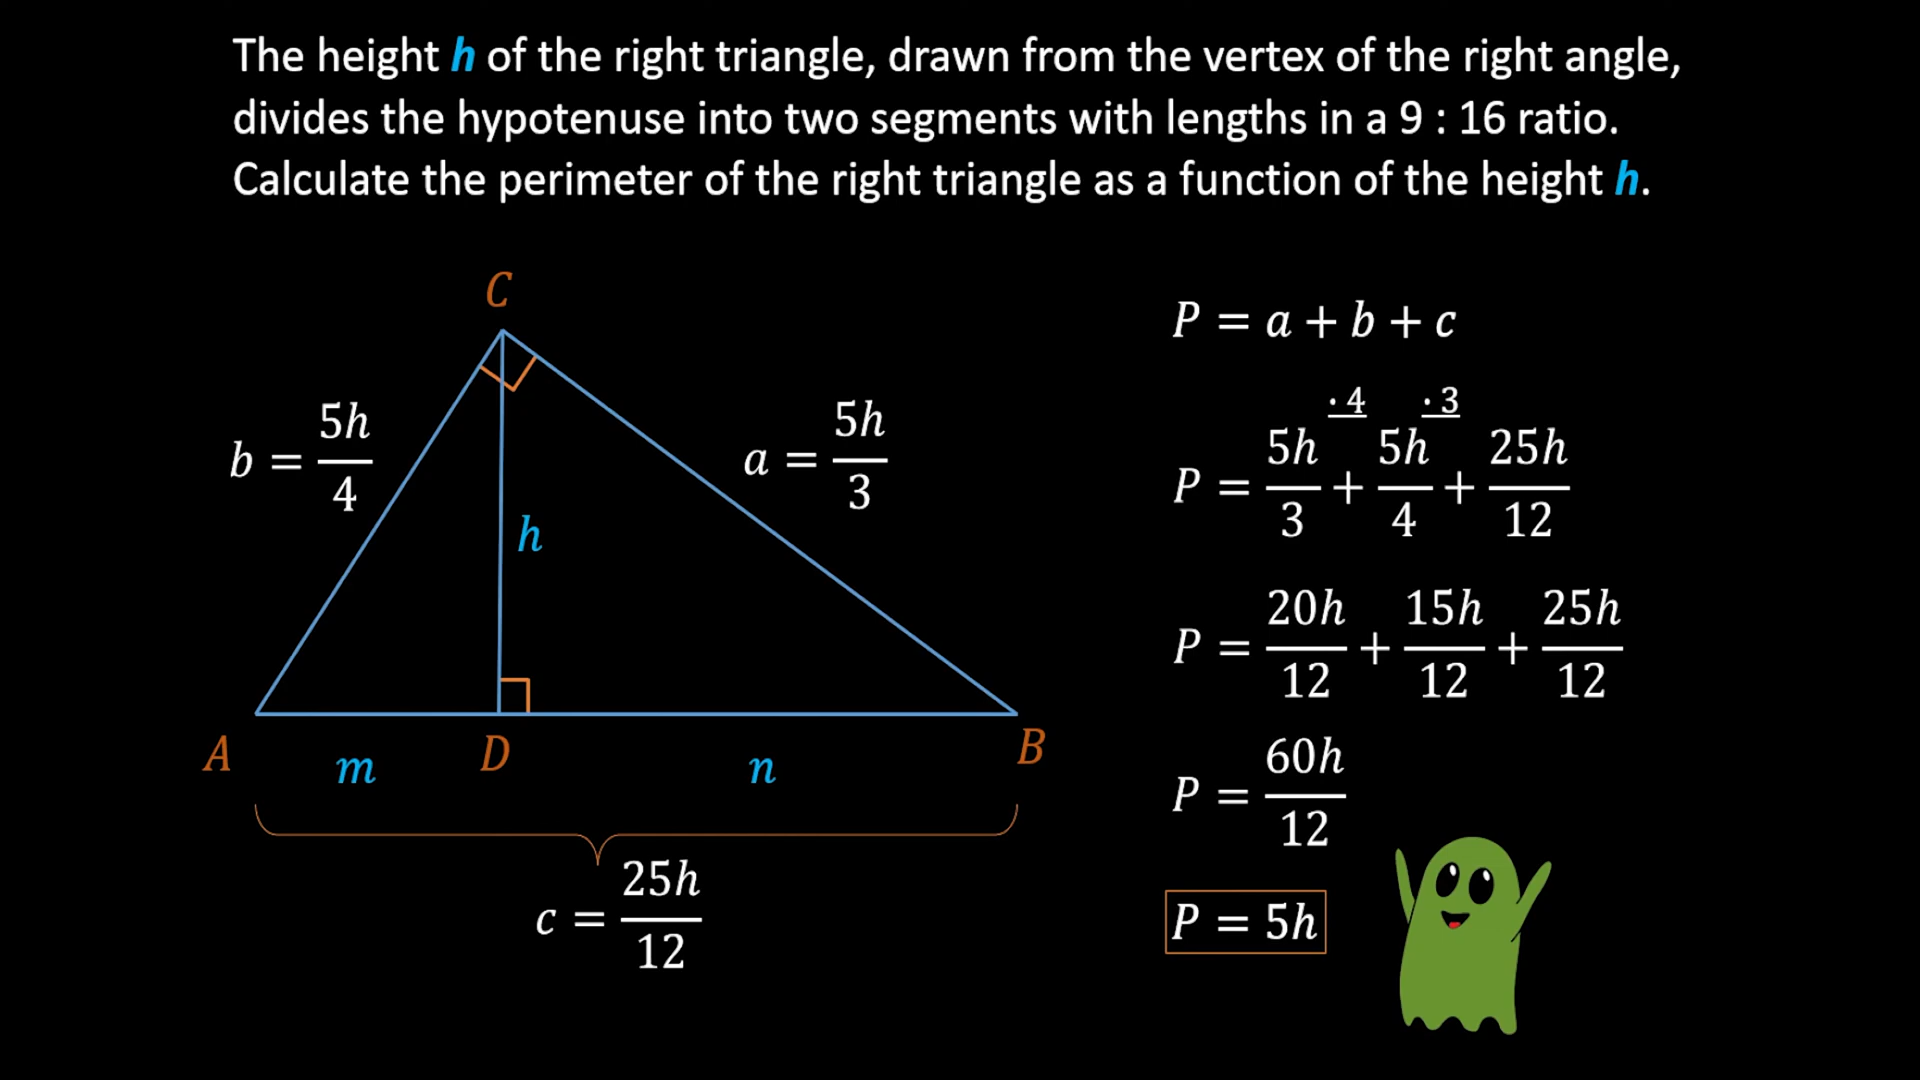 The height h of the right triangle, drawn from the vertex of the right angle,
divides the hypotenuse into two segments with lengths in a 9 : 16 ratio.
Calculate the perimeter of the right triangle as a function of the height h.
C
b = 5h/4
a = 5h/3
h
A
D
B
m
n
c = 25h/12
P = a + b + c
· 4 · 3
P = 5h/3 + 5h/4 + 25h/12
P = 20h/12 + 15h/12 + 25h/12
P = 60h/12
P = 5h